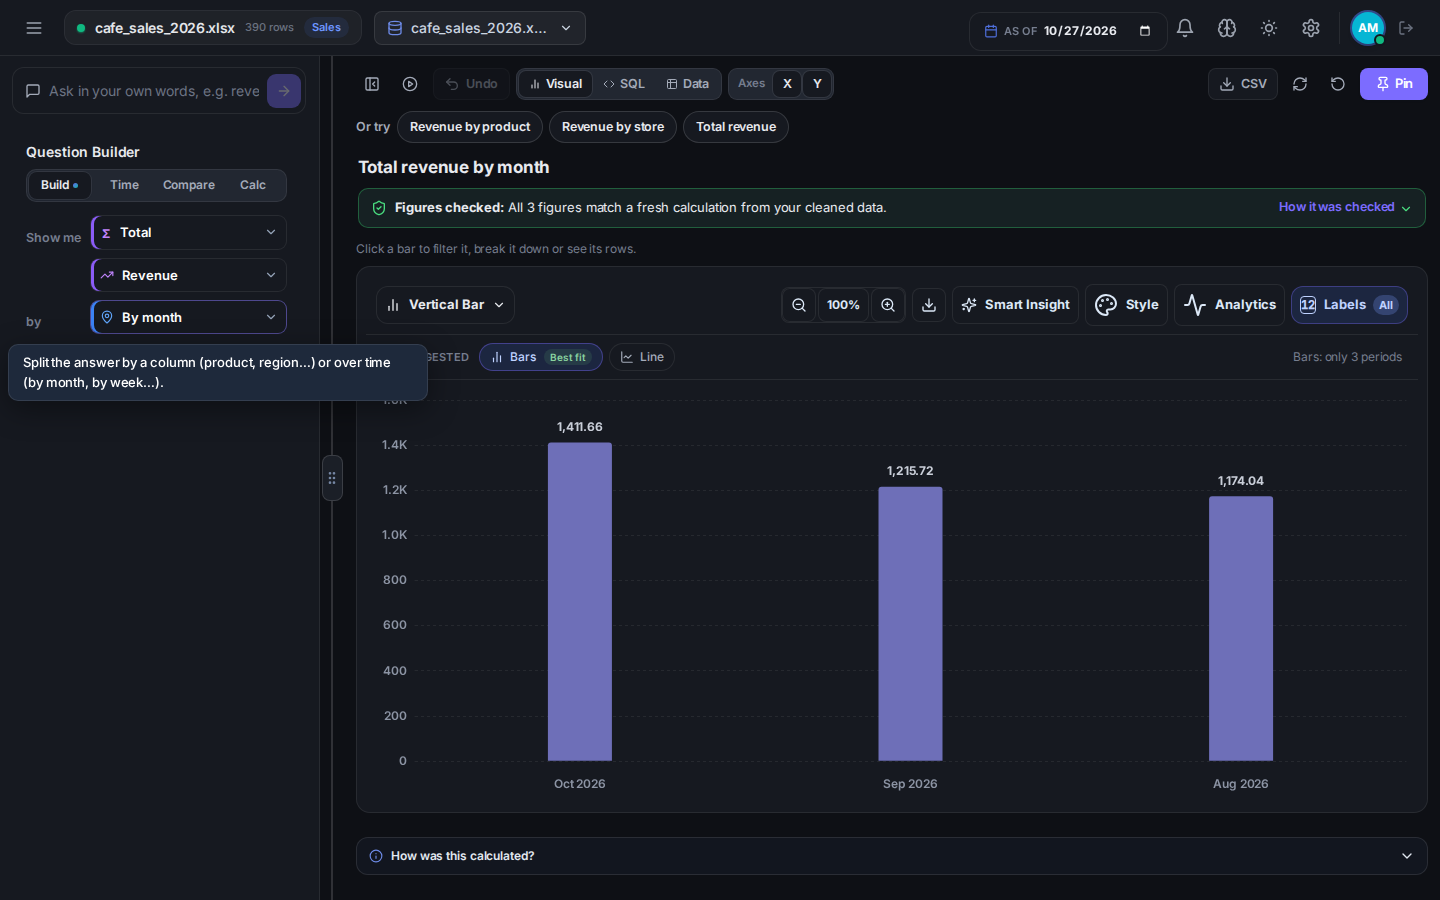 cafe_sales_2026.xlsx 390 rows Sales
cafe_sales_2026.x...
AS OF 10/27/2026
AM
Ask in your own words, e.g. reve
Undo
Visual
SQL
Data
Axes X Y
CSV
Pin
Or try
Revenue by product
Revenue by store
Total revenue
Question Builder
Build
Time
Compare
Calc
Show me
Total
Revenue
by
By month
Split the answer by a column (product, region...) or over time
(by month, by week...).
Total revenue by month
Figures checked: All 3 figures match a fresh calculation from your cleaned data.
How it was checked
Click a bar to filter it, break it down or see its rows.
Vertical Bar
100%
Smart Insight
Style
Analytics
12 Labels All
GESTED
Bars Best fit
Line
Bars: only 3 periods
1.4K
1.2K
1.0K
800
600
400
200
0
1,411.66
1,215.72
1,174.04
Oct 2026
Sep 2026
Aug 2026
How was this calculated?